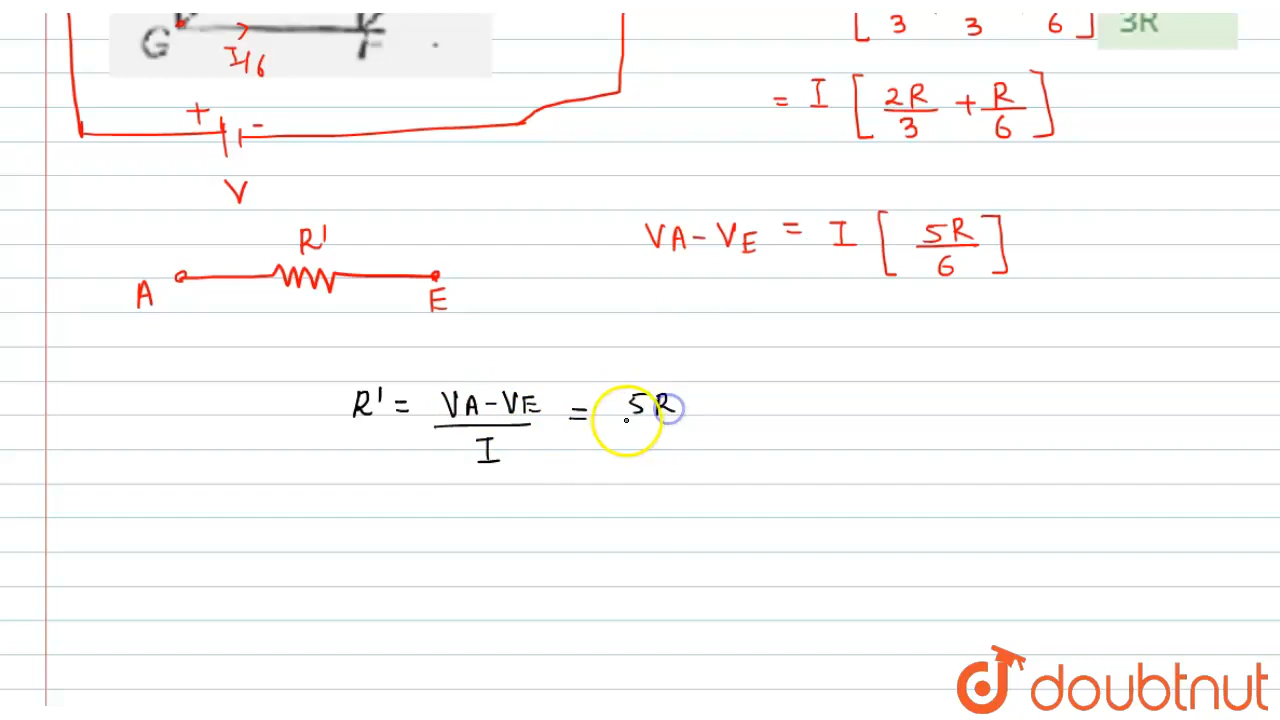 G F
I/6
[ 3 3 6 ] 3R
= I [ 2R/3 + R/6 ]
+ -
V
R'
A E
VA - VE = I [ 5R/6 ]
R' = VA - VE / I = 5R
doubtnut